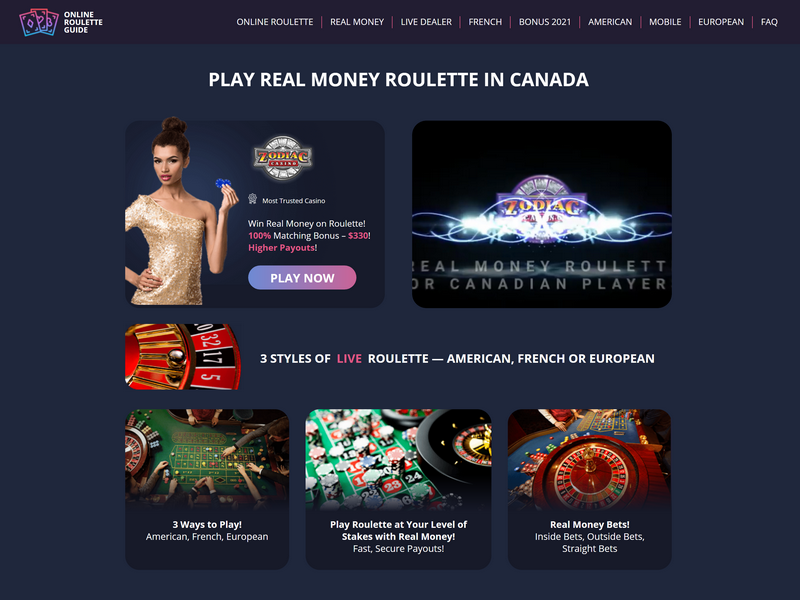 ONLINE
ROULETTE
GUIDE
ONLINE ROULETTE
REAL MONEY
LIVE DEALER
FRENCH
BONUS 2021
AMERICAN
MOBILE
EUROPEAN
FAQ
PLAY REAL MONEY ROULETTE IN CANADA
ZODIAC
CASINO
Most Trusted Casino
Win Real Money on Roulette!
100% Matching Bonus – $330!
Higher Payouts!
PLAY NOW
ZODIAC
REAL MONEY ROULETT
OR CANADIAN PLAYER
10 32 17 5
3 STYLES OF LIVE ROULETTE — AMERICAN, FRENCH OR EUROPEAN
3 Ways to Play!
American, French, European
Play Roulette at Your Level of
Stakes with Real Money!
Fast, Secure Payouts!
Real Money Bets!
Inside Bets, Outside Bets,
Straight Bets